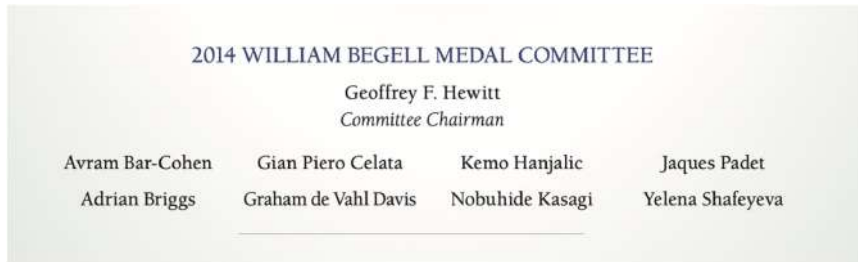 2014 WILLIAM BEGELL MEDAL COMMITTEE
Geoffrey F. Hewitt
Committee Chairman
Avram Bar-Cohen Gian Piero Celata Kemo Hanjalic Jaques Padet
Adrian Briggs Graham de Vahl Davis Nobuhide Kasagi Yelena Shafeyeva